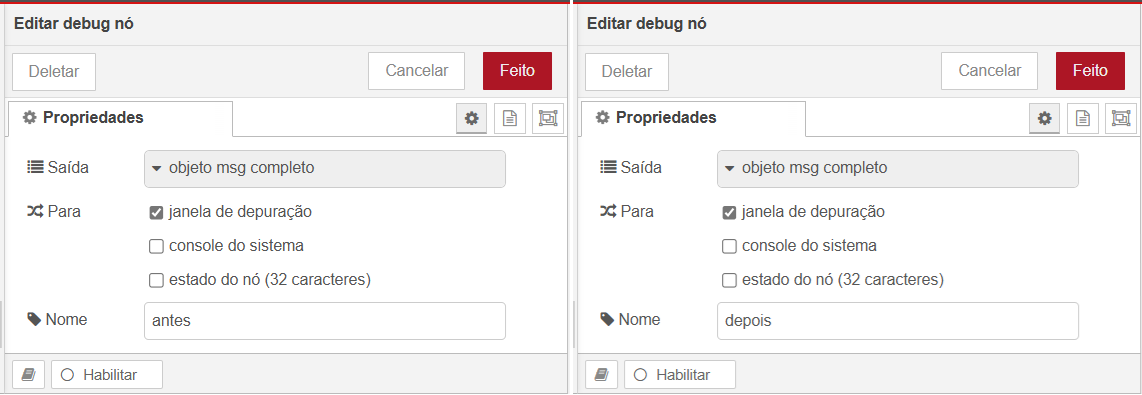 Editar debug nó
Deletar
Cancelar
Feito
Propriedades
Saída
objeto msg completo
Para
janela de depuração
console do sistema
estado do nó (32 caracteres)
Nome
antes
Habilitar
Editar debug nó
Deletar
Cancelar
Feito
Propriedades
Saída
objeto msg completo
Para
janela de depuração
console do sistema
estado do nó (32 caracteres)
Nome
depois
Habilitar